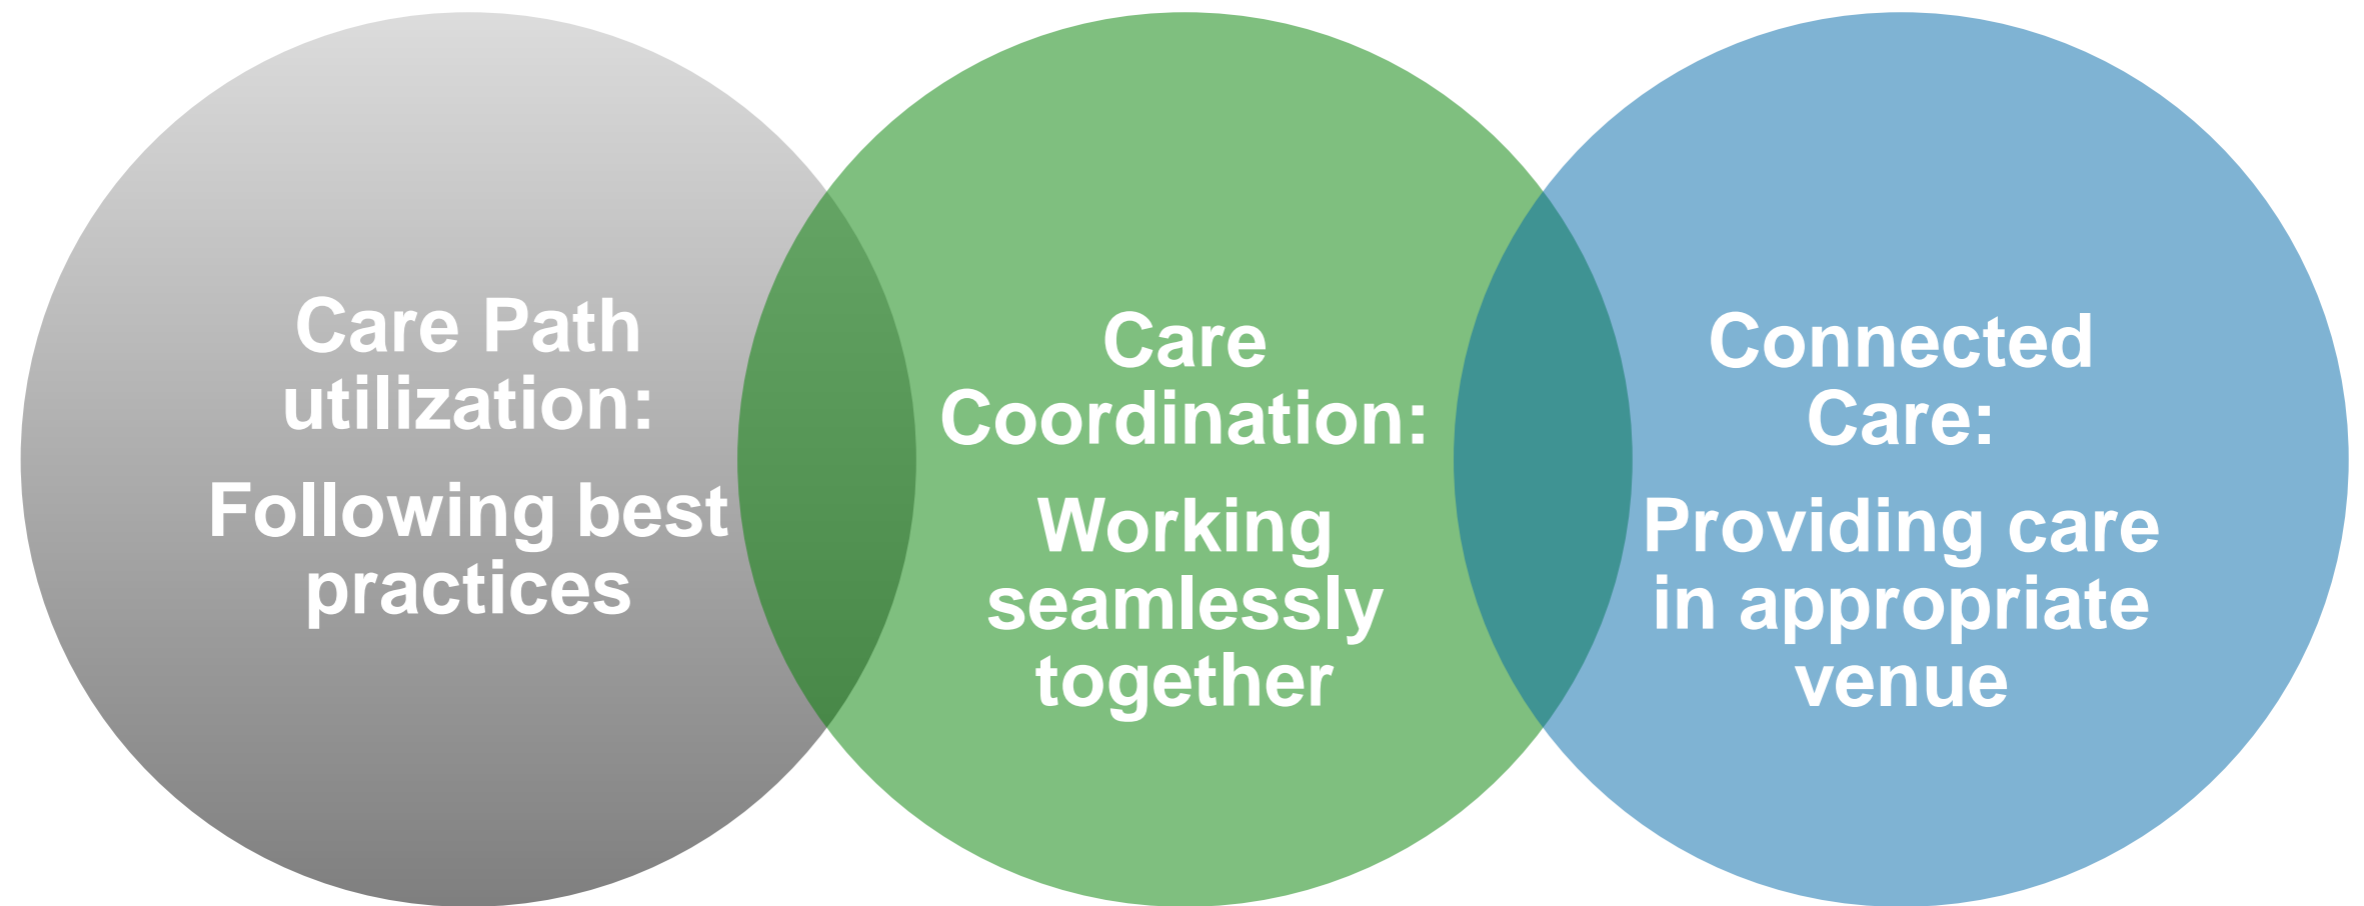 Care Path
utilization:
Following best
practices
Care
Coordination:
Working
seamlessly
together
Connected
Care:
Providing care
in appropriate
venue